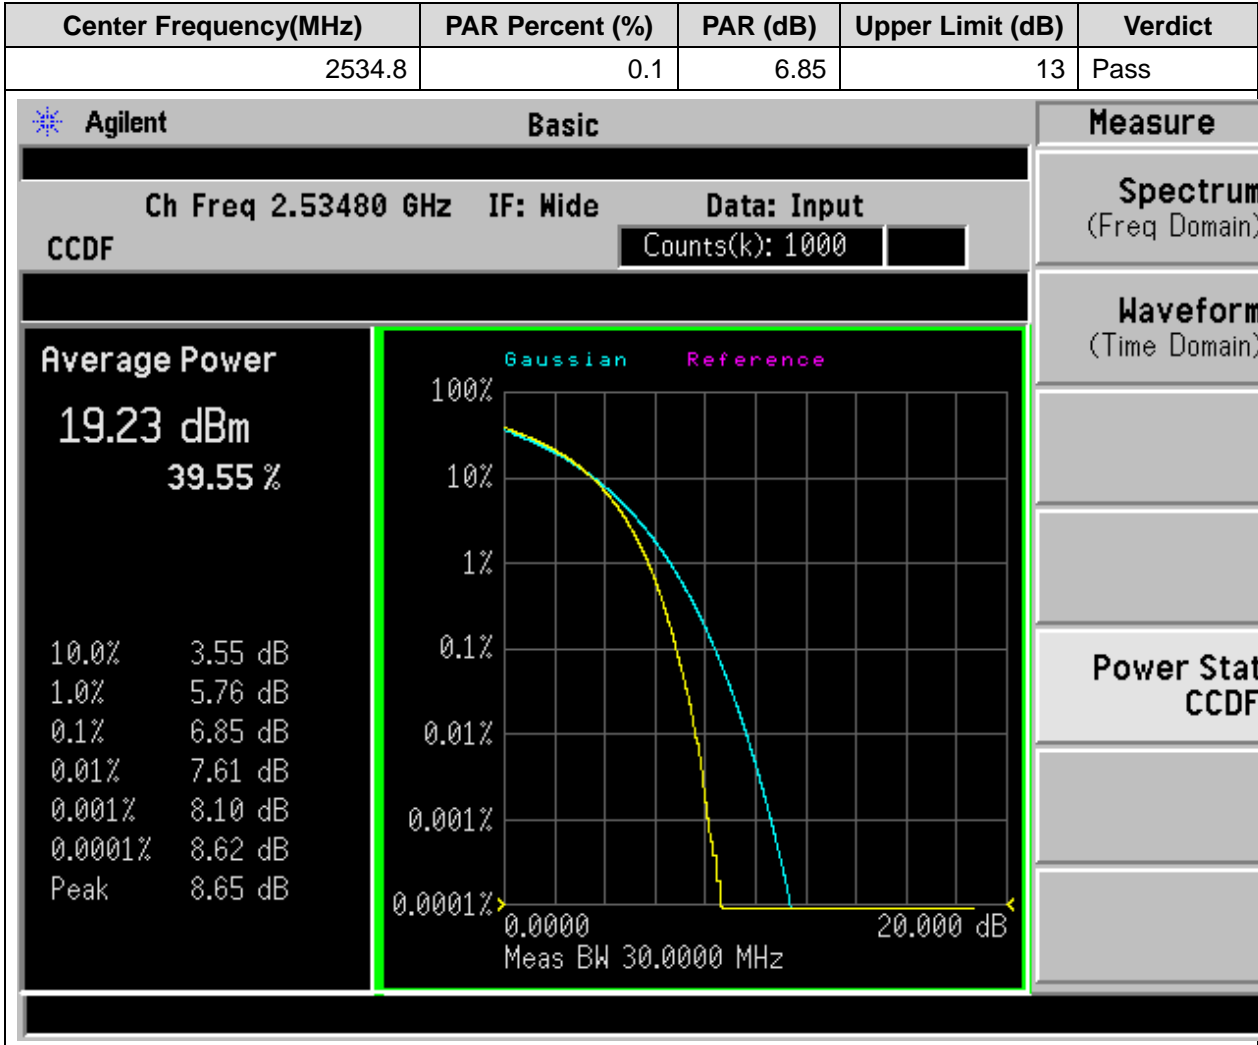 Center Frequency(MHz) PAR Percent (%) PAR (dB) Upper Limit (dB) Verdict
2534.8 0.1 6.85 13 Pass
Agilent Basic Measure
Ch Freq 2.53480 GHz IF: Wide Data: Input
CCDF Counts(k): 1000
Spectrum
(Freq Domain)
Waveform
(Time Domain)
Power Stat
CCDF
Average Power
19.23 dBm
39.55 %
10.0% 3.55 dB
1.0% 5.76 dB
0.1% 6.85 dB
0.01% 7.61 dB
0.001% 8.10 dB
0.0001% 8.62 dB
Peak 8.65 dB
Gaussian Reference
100%
10%
1%
0.1%
0.01%
0.001%
0.0001%
0.0000 20.000 dB
Meas BW 30.0000 MHz